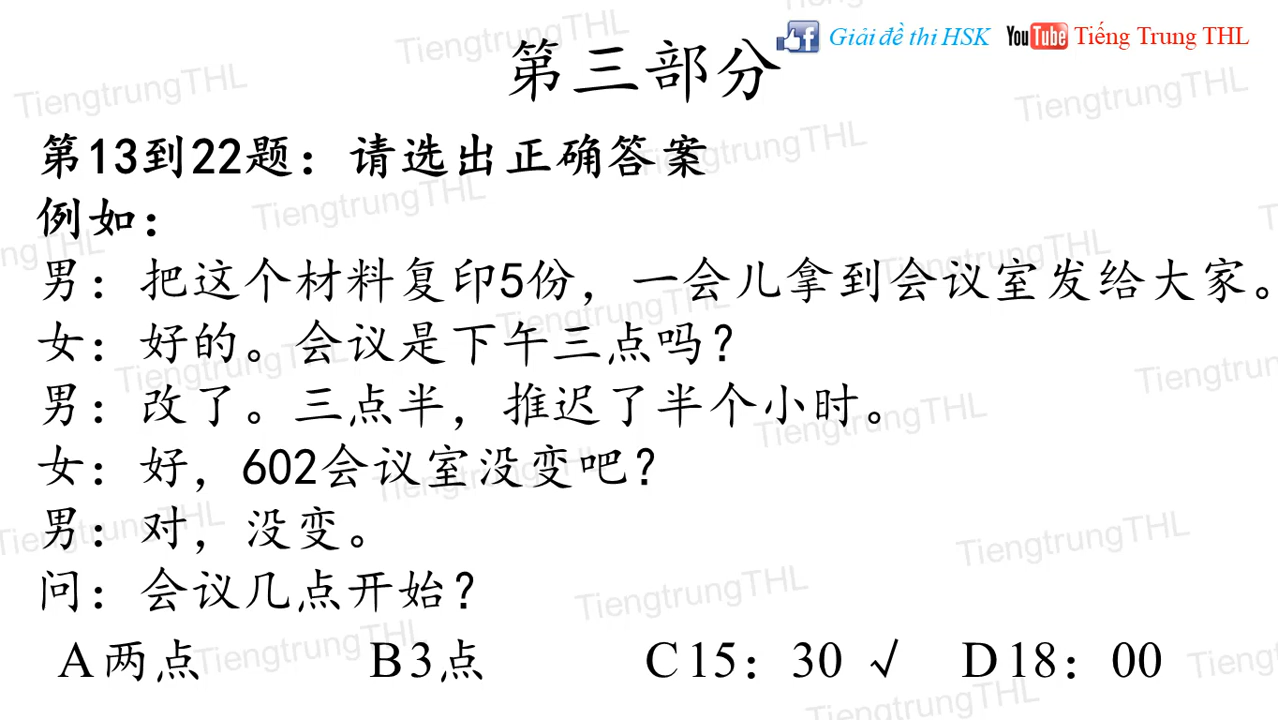 Giải đề thi HSK YouTube Tiếng Trung THL
第三部分
第13到22题：请选出正确答案
例如：
男：把这个材料复印5份，一会儿拿到会议室发给大家。
女：好的。会议是下午三点吗？
男：改了。三点半，推迟了半个小时。
女：好，602会议室没变吧？
男：对，没变。
问：会议几点开始？
A两点 B3点 C15：30 √ D18：00
TiengtrungTHL